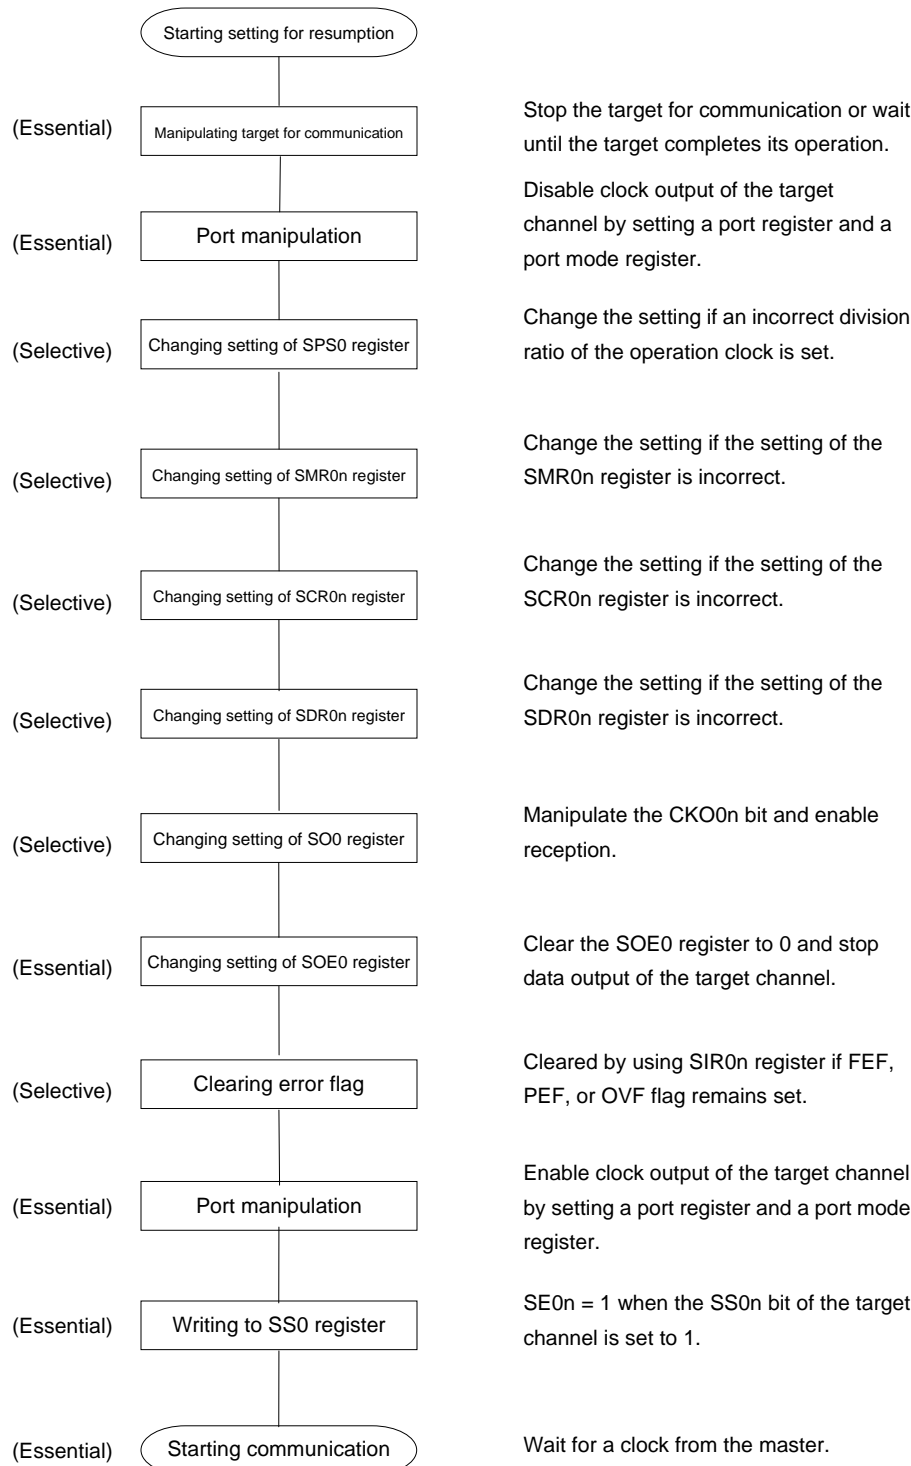 Starting setting for resumption
(Essential)
Manipulating target for communication
Stop the target for communication or wait
until the target completes its operation.
(Essential)
Port manipulation
Disable clock output of the target
channel by setting a port register and a
port mode register.
(Selective)
Changing setting of SPS0 register
Change the setting if an incorrect division
ratio of the operation clock is set.
(Selective)
Changing setting of SMR0n register
Change the setting if the setting of the
SMR0n register is incorrect.
(Selective)
Changing setting of SCR0n register
Change the setting if the setting of the
SCR0n register is incorrect.
(Selective)
Changing setting of SDR0n register
Change the setting if the setting of the
SDR0n register is incorrect.
(Selective)
Changing setting of SO0 register
Manipulate the CKO0n bit and enable
reception.
(Essential)
Changing setting of SOE0 register
Clear the SOE0 register to 0 and stop
data output of the target channel.
(Selective)
Clearing error flag
Cleared by using SIR0n register if FEF,
PEF, or OVF flag remains set.
(Essential)
Port manipulation
Enable clock output of the target channel
by setting a port register and a port mode
register.
(Essential)
Writing to SS0 register
SE0n = 1 when the SS0n bit of the target
channel is set to 1.
(Essential)
Starting communication
Wait for a clock from the master.